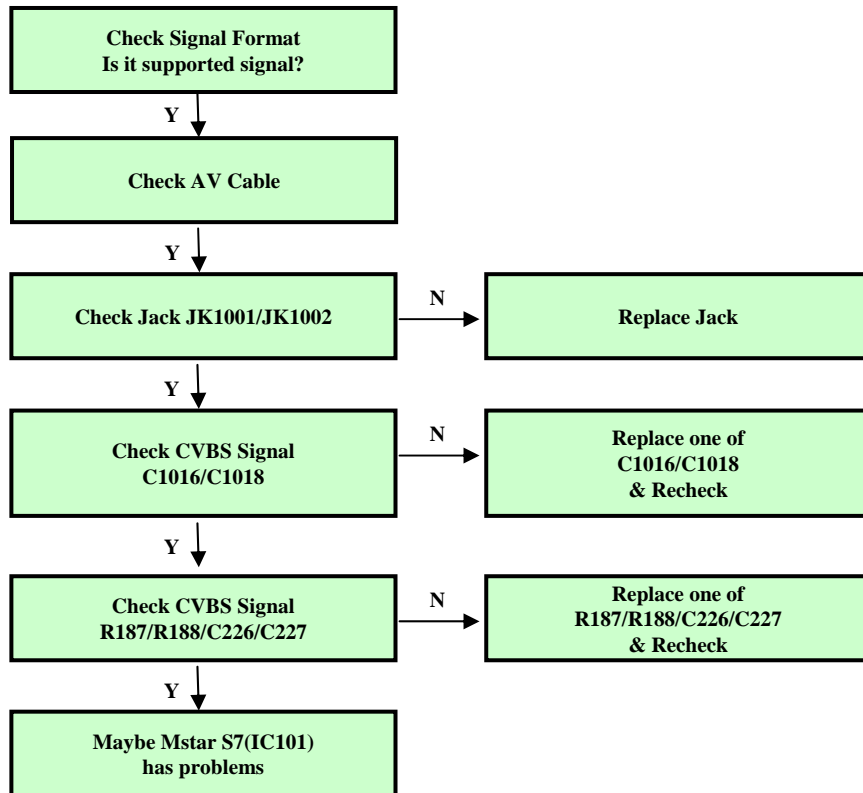 Check Signal Format
Is it supported signal?
Y
Check AV Cable
Y
Check Jack JK1001/JK1002
N
Replace Jack
Y
Check CVBS Signal
C1016/C1018
N
Replace one of
C1016/C1018
& Recheck
Y
Check CVBS Signal
R187/R188/C226/C227
N
Replace one of
R187/R188/C226/C227
& Recheck
Y
Maybe Mstar S7(IC101)
has problems